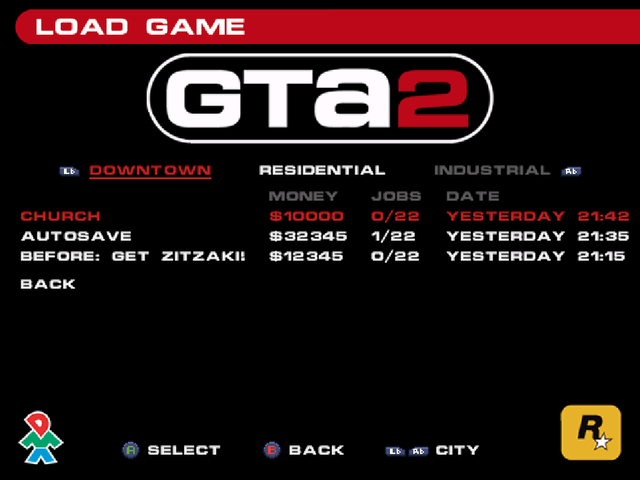 LOAD GAME
GTA2
Lb DOWNTOWN RESIDENTIAL INDUSTRIAL Rb
MONEY JOBS DATE
CHURCH $10000 0/22 YESTERDAY 21:42
AUTOSAVE $32345 1/22 YESTERDAY 21:35
BEFORE: GET ZITZAKI! $12345 0/22 YESTERDAY 21:15
BACK
D M A
A SELECT B BACK Lb Rb CITY
R